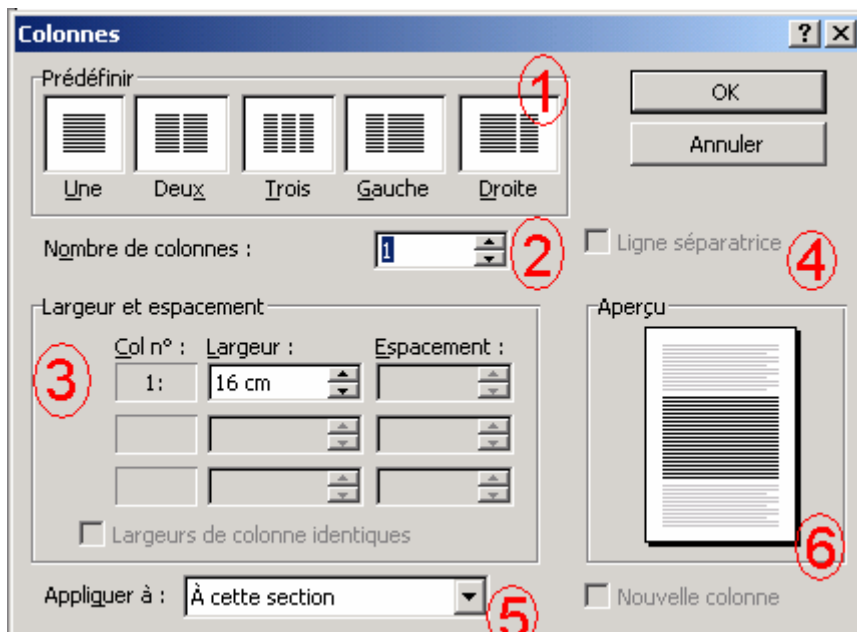 Colonnes
Prédéfinir
1
Une Deux Trois Gauche Droite
OK
Annuler
Nombre de colonnes : 1
2
Ligne séparatrice
4
Largeur et espacement
3
Col n° : Largeur : Espacement :
1: 16 cm
Largeurs de colonne identiques
Aperçu
6
Appliquer à : À cette section
5
Nouvelle colonne